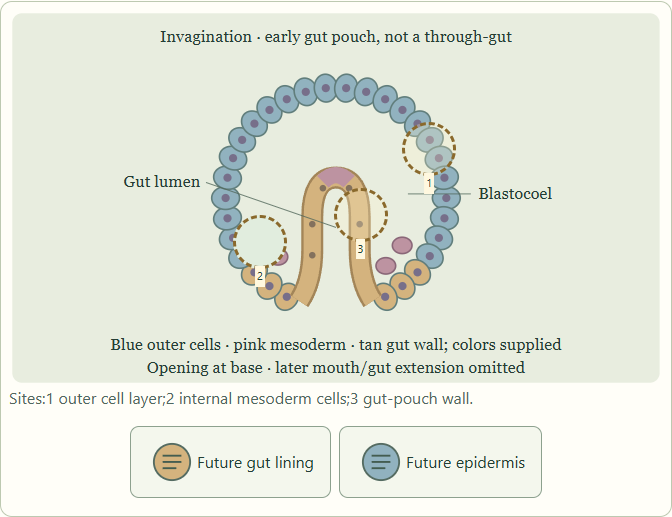 Invagination · early gut pouch, not a through-gut
1
Gut lumen
Blastocoel
3
2
Blue outer cells · pink mesoderm · tan gut wall; colors supplied
Opening at base · later mouth/gut extension omitted
Sites:1 outer cell layer;2 internal mesoderm cells;3 gut-pouch wall.
Future gut lining
Future epidermis